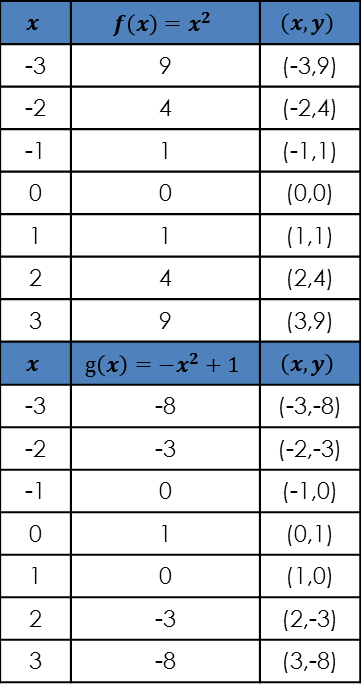 x f(x) = x² (x,y)
-3 9 (-3,9)
-2 4 (-2,4)
-1 1 (-1,1)
0 0 (0,0)
1 1 (1,1)
2 4 (2,4)
3 9 (3,9)
x g(x) = −x² + 1 (x,y)
-3 -8 (-3,-8)
-2 -3 (-2,-3)
-1 0 (-1,0)
0 1 (0,1)
1 0 (1,0)
2 -3 (2,-3)
3 -8 (3,-8)